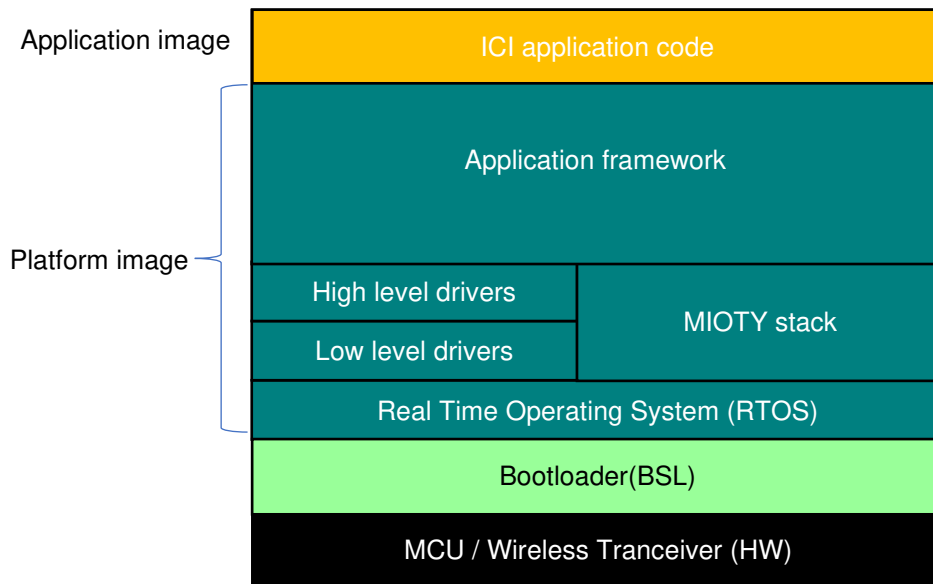 Application image
ICI application code
Application framework
Platform image
High level drivers
MIOTY stack
Low level drivers
Real Time Operating System (RTOS)
Bootloader(BSL)
MCU / Wireless Tranceiver (HW)